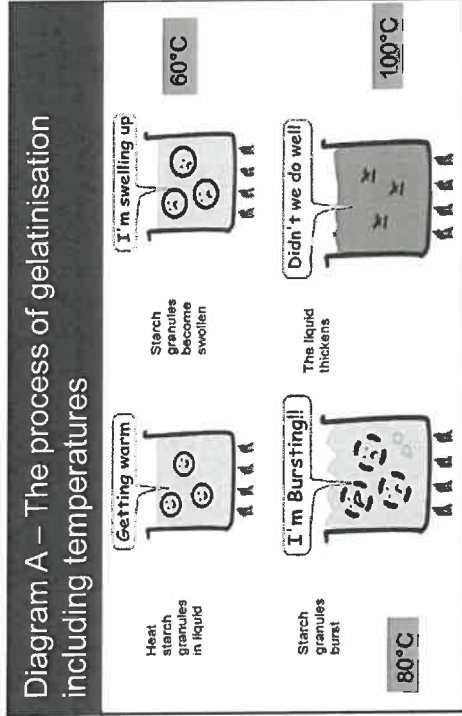 Diagram A – The process of gelatinisation
including temperatures
Getting warm
Heat
starch
granules
in liquid
I'm swelling up
Starch
granules
become
swollen
60°C
I'm Bursting!!
Starch
granules
burst
80°C
Didn't we do well
The liquid
thickens
100°C